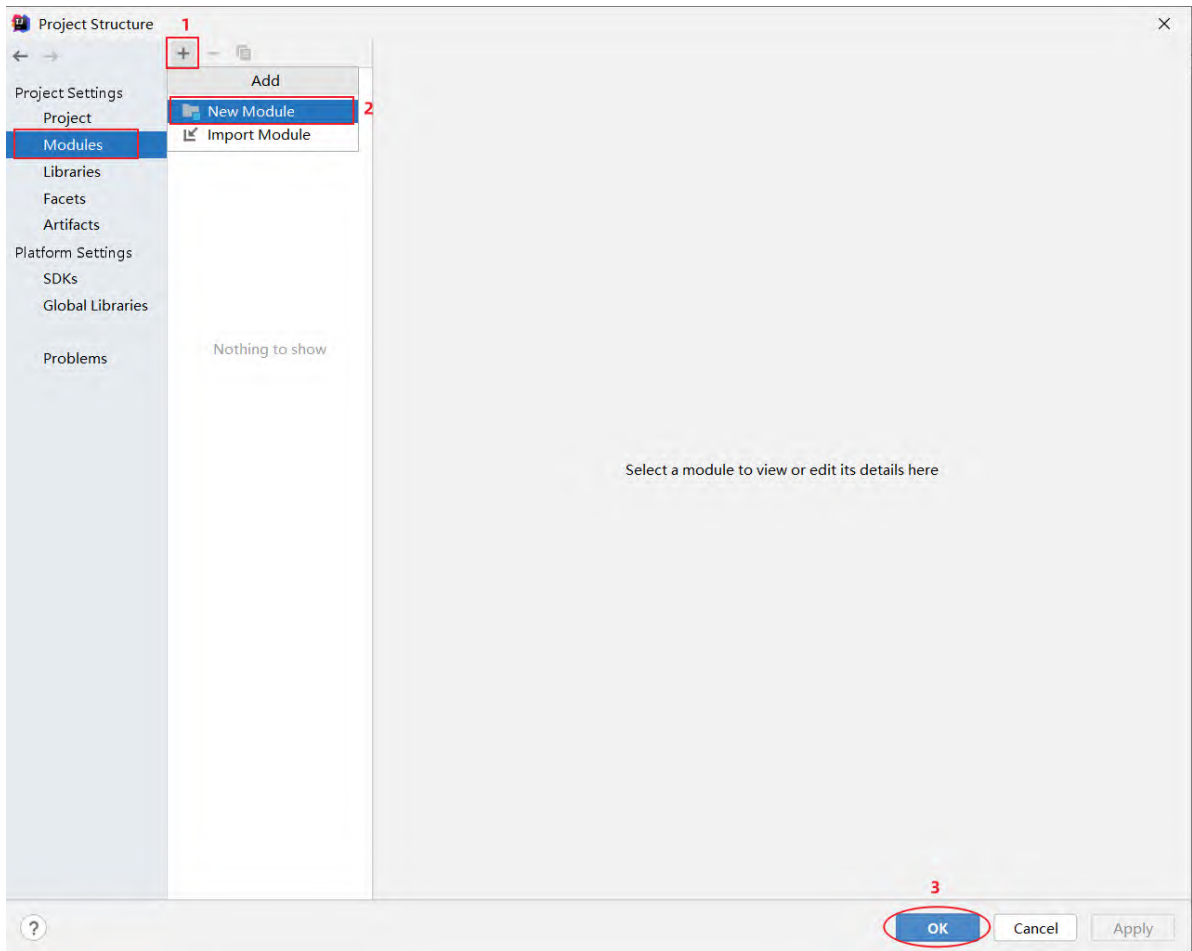 Project Structure
1
Add
Project Settings
New Module
2
Project
Import Module
Modules
Libraries
Facets
Artifacts
Platform Settings
SDKs
Global Libraries
Nothing to show
Problems
Select a module to view or edit its details here
3
?
OK
Cancel
Apply